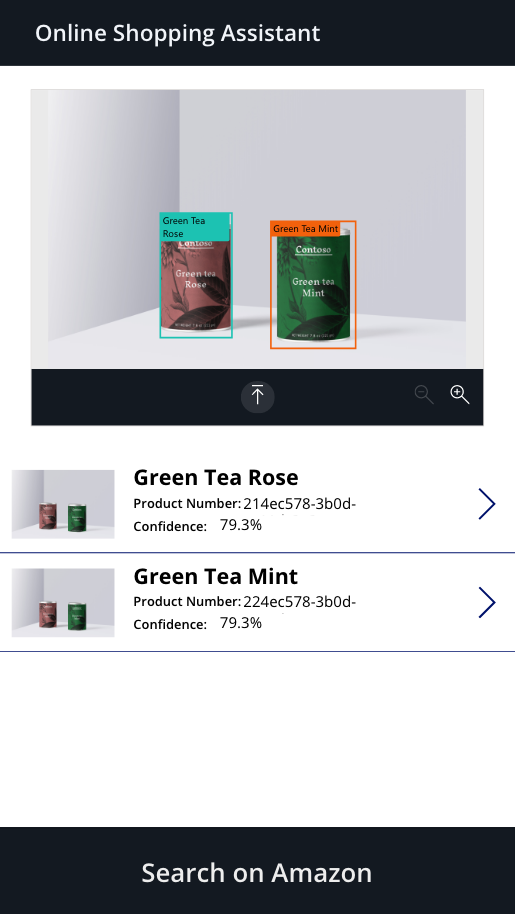 Online Shopping Assistant
Green Tea
Rose
Green Tea Mint
Contoso
Green tea
Rose
Contoso
Green tea
Mint
Green Tea Rose
Product Number: 214ec578-3b0d-
Confidence: 79.3%
Green Tea Mint
Product Number: 224ec578-3b0d-
Confidence: 79.3%
Search on Amazon